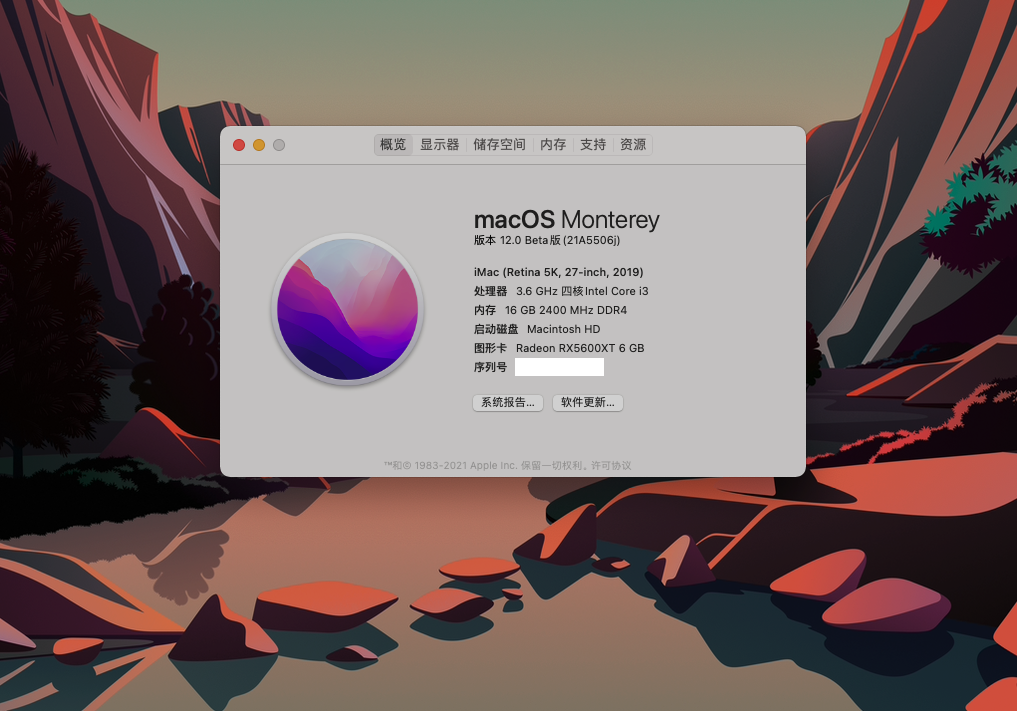 概览 显示器 储存空间 内存 支持 资源
macOS Monterey
版本 12.0 Beta版 (21A5506j)
iMac (Retina 5K, 27-inch, 2019)
处理器 3.6 GHz 四核Intel Core i3
内存 16 GB 2400 MHz DDR4
启动磁盘 Macintosh HD
图形卡 Radeon RX5600XT 6 GB
序列号
系统报告... 软件更新...
™和© 1983-2021 Apple Inc. 保留一切权利。许可协议